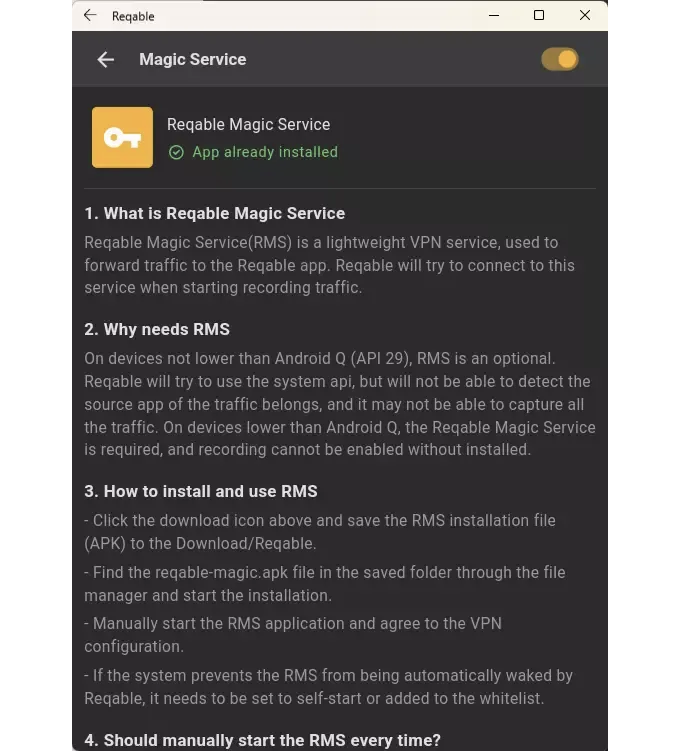 Reqable
Magic Service
Reqable Magic Service
App already installed
1. What is Reqable Magic Service
Reqable Magic Service(RMS) is a lightweight VPN service, used to
forward traffic to the Reqable app. Reqable will try to connect to this
service when starting recording traffic.
2. Why needs RMS
On devices not lower than Android Q (API 29), RMS is an optional.
Reqable will try to use the system api, but will not be able to detect the
source app of the traffic belongs, and it may not be able to capture all
the traffic. On devices lower than Android Q, the Reqable Magic Service
is required, and recording cannot be enabled without installed.
3. How to install and use RMS
- Click the download icon above and save the RMS installation file
(APK) to the Download/Reqable.
- Find the reqable-magic.apk file in the saved folder through the file
manager and start the installation.
- Manually start the RMS application and agree to the VPN
configuration.
- If the system prevents the RMS from being automatically waked by
Reqable, it needs to be set to self-start or added to the whitelist.
4. Should manually start the RMS every time?